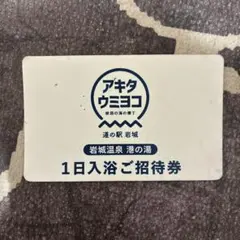 アキタ
ウミヨコ
道の駅 岩城
岩城温泉 港の湯
1日入浴ご招待券